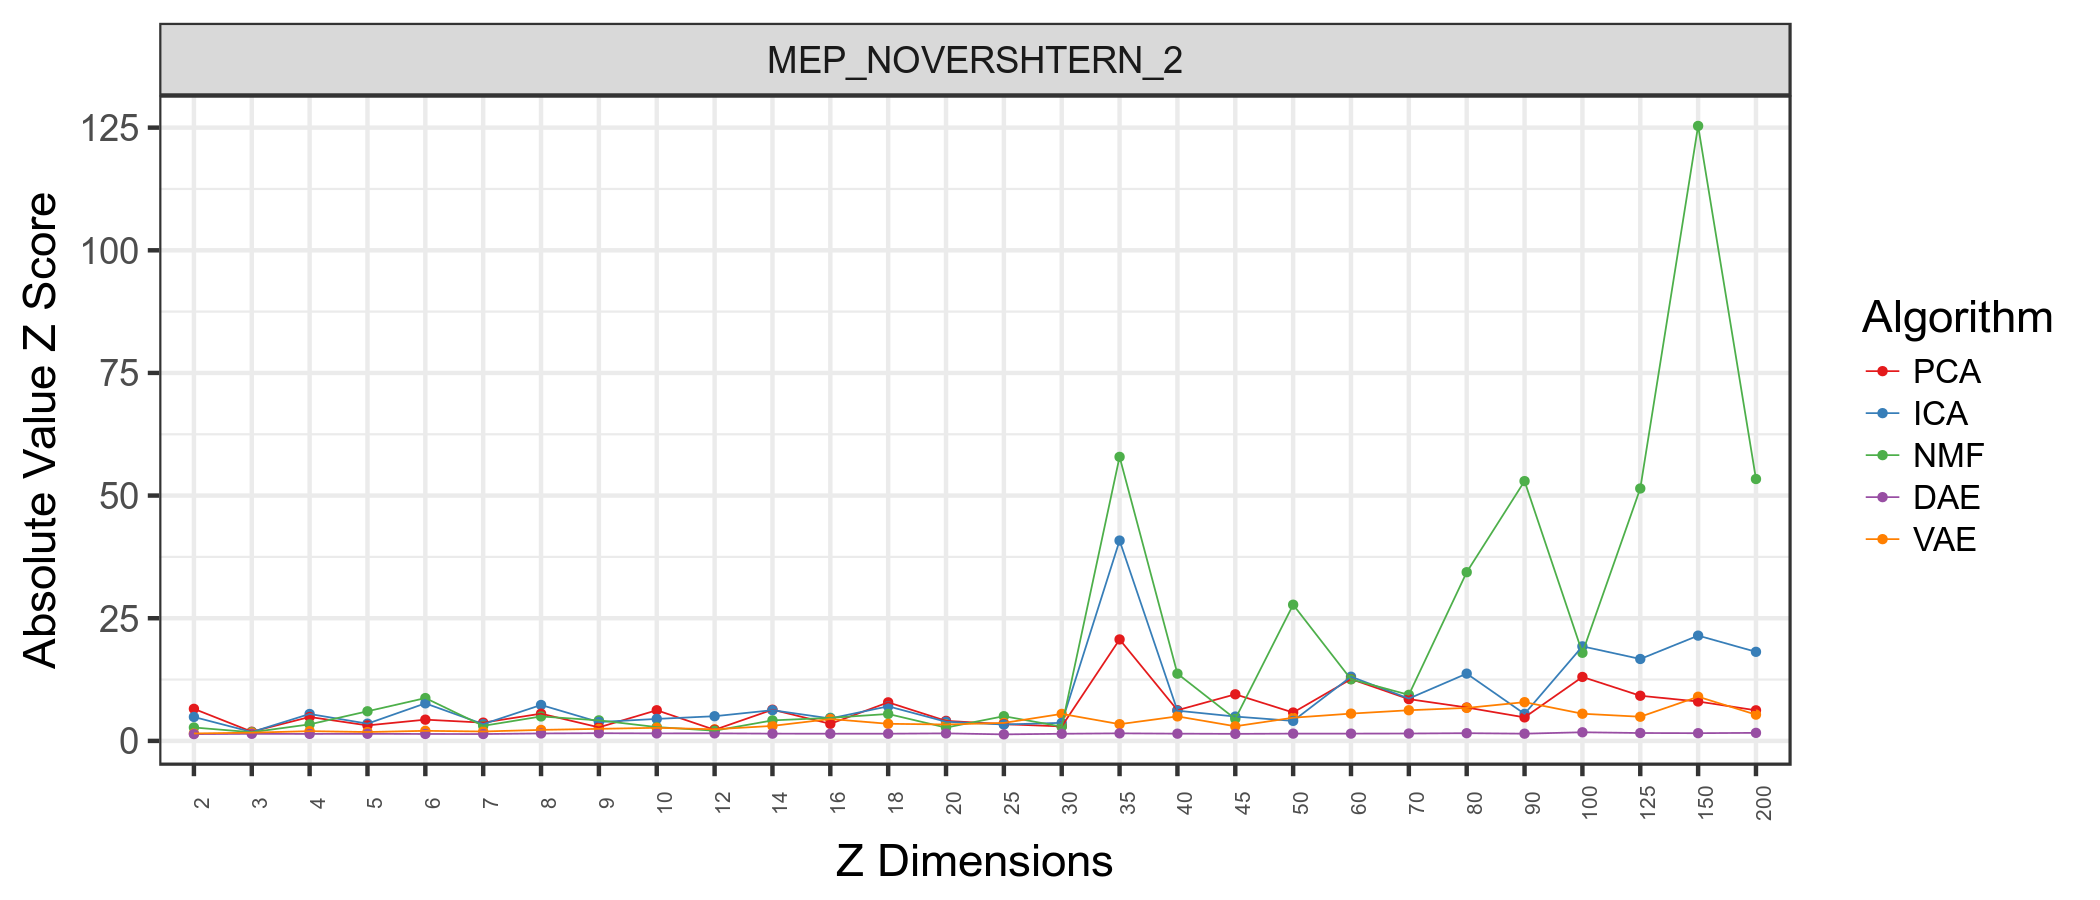 MEP_NOVERSHTERN_2
Absolute Value Z Score
125
100
75
50
25
0
2 3 4 5 6 7 8 9 10 12 14 16 18 20 25 30 35 40 45 50 60 70 80 90 100 125 150 200
Z Dimensions
Algorithm
PCA
ICA
NMF
DAE
VAE